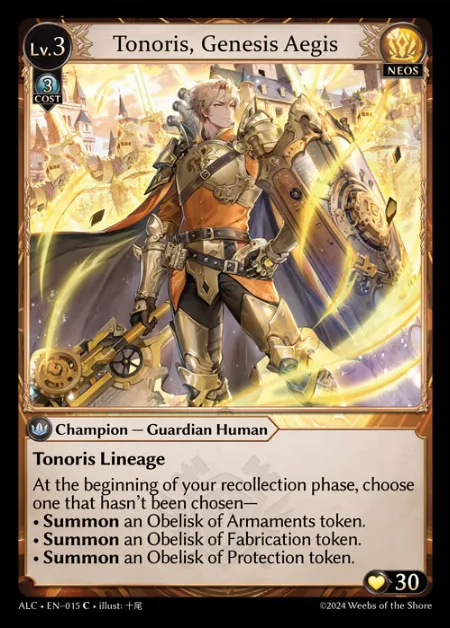 Lv.3
Tonoris, Genesis Aegis
NEOS
3
COST
Champion — Guardian Human
Tonoris Lineage
At the beginning of your recollection phase, choose
one that hasn't been chosen—
• Summon an Obelisk of Armaments token.
• Summon an Obelisk of Fabrication token.
• Summon an Obelisk of Protection token.
30
ALC • EN-015 C • illust: 十尾
©2024 Weebs of the Shore